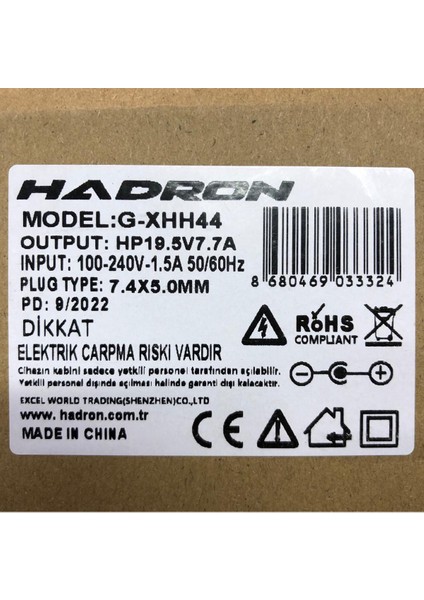 HADRON
MODEL:G-XHH44
OUTPUT: HP19.5V7.7A
INPUT: 100-240V-1.5A 50/60Hz
PLUG TYPE: 7.4X5.0MM
PD: 9/2022
DİKKAT
ELEKTRIK CARPMA RISKI VARDIR
Cihazın kabini sadece yetkili personel tarafından açılabilir.
Yetkili personel dışında açılması halinde garanti dışı kalacaktır.
EXCEL WORLD TRADING(SHENZHEN)CO.,LTD
www.hadron.com.tr
MADE IN CHINA
8 680469 033324
RoHS
COMPLIANT
CE